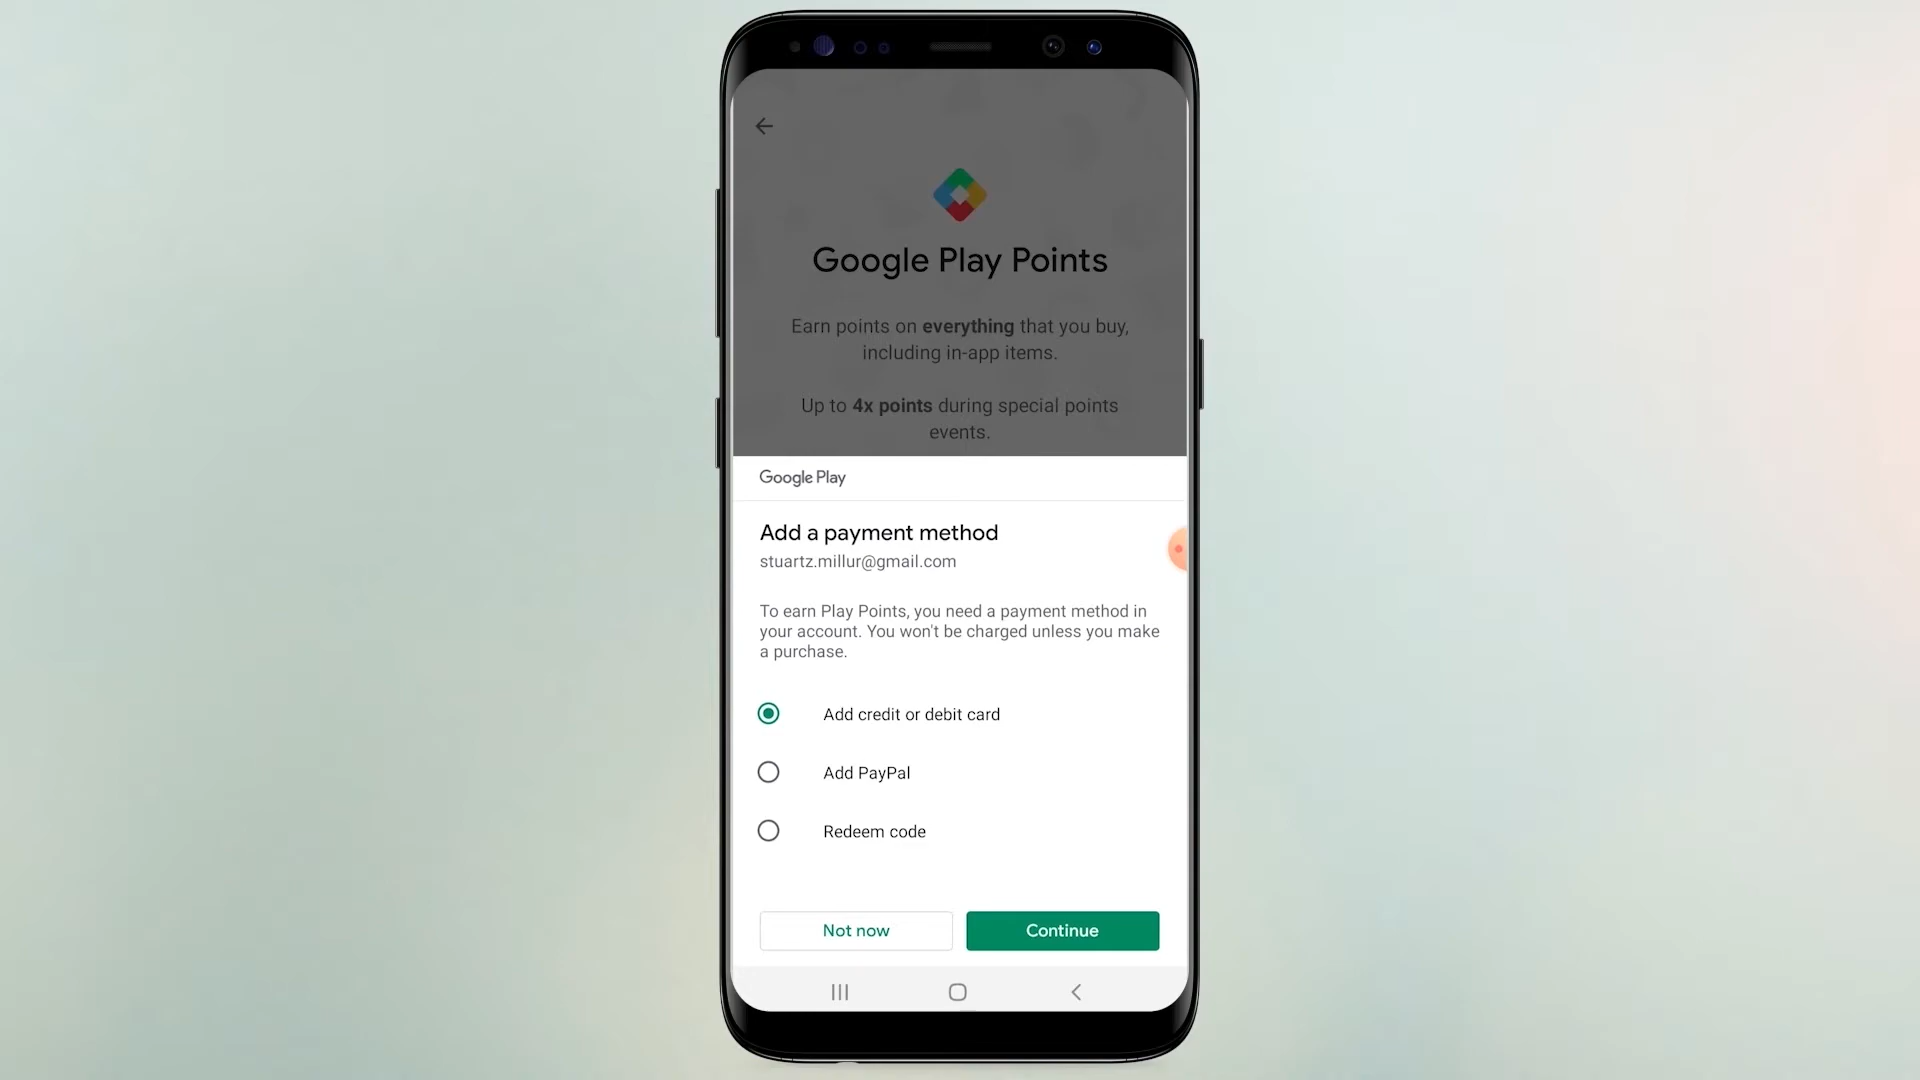 Google Play Points
Earn points on everything that you buy,
including in-app items.
Up to 4x points during special points
events.
Google Play
Add a payment method
stuartz.millur@gmail.com
To earn Play Points, you need a payment method in
your account. You won't be charged unless you make
a purchase.
Add credit or debit card
Add PayPal
Redeem code
Not now
Continue